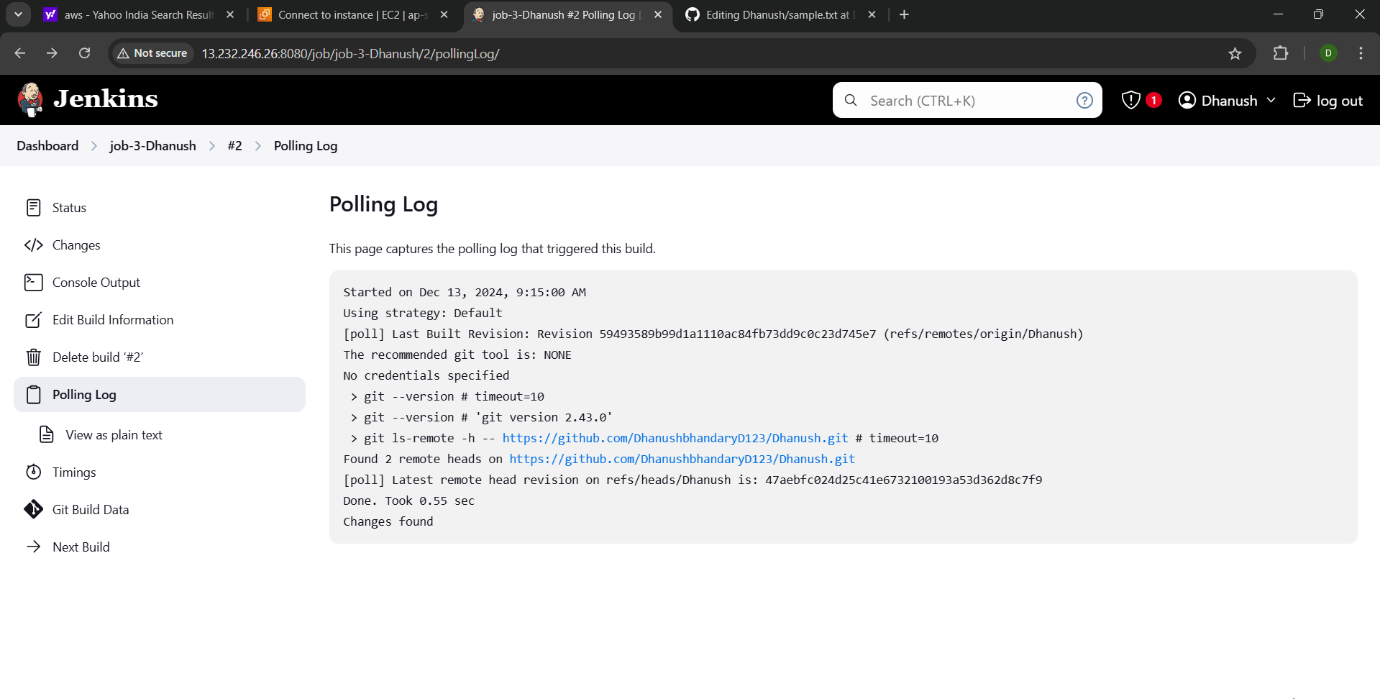 aws - Yahoo India Search Result
Connect to instance | EC2 | ap-s
job-3-Dhanush #2 Polling Log |
Editing Dhanush/sample.txt at
Not secure
13.232.246.26:8080/job/job-3-Dhanush/2/pollingLog/
D
Jenkins
Search (CTRL+K)
?
1
Dhanush
log out
Dashboard
job-3-Dhanush
#2
Polling Log
Status
Changes
Console Output
Edit Build Information
Delete build ‘#2’
Polling Log
View as plain text
Timings
Git Build Data
Next Build
Polling Log
This page captures the polling log that triggered this build.
Started on Dec 13, 2024, 9:15:00 AM
Using strategy: Default
[poll] Last Built Revision: Revision 59493589b99d1a1110ac84fb73dd9c0c23d745e7 (refs/remotes/origin/Dhanush)
The recommended git tool is: NONE
No credentials specified
> git --version # timeout=10
> git --version # 'git version 2.43.0'
> git ls-remote -h -- https://github.com/DhanushbhandaryD123/Dhanush.git # timeout=10
Found 2 remote heads on https://github.com/DhanushbhandaryD123/Dhanush.git
[poll] Latest remote head revision on refs/heads/Dhanush is: 47aebfc024d25c41e6732100193a53d362d8c7f9
Done. Took 0.55 sec
Changes found